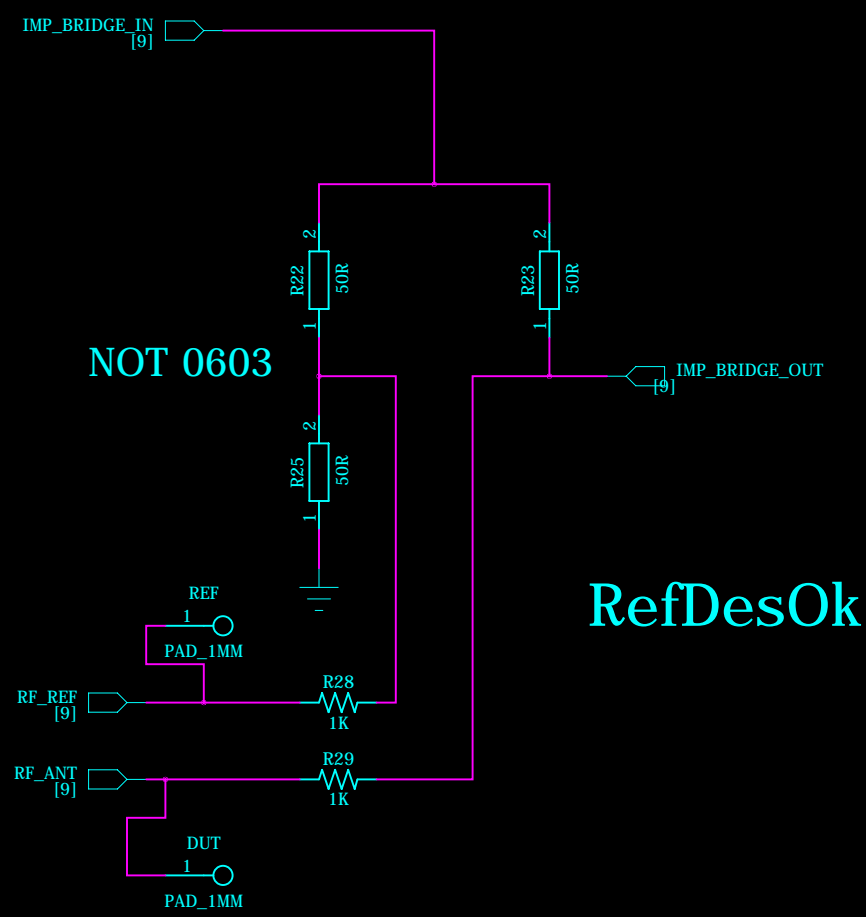 IMP_BRIDGE_IN
[9]
2
R22
50R
1
2
R23
50R
1
NOT 0603
IMP_BRIDGE_OUT
[9]
2
R25
50R
1
RefDesOk
REF
1
PAD_1MM
RF_REF
[9]
R28
1K
RF_ANT
[9]
R29
1K
DUT
1
PAD_1MM